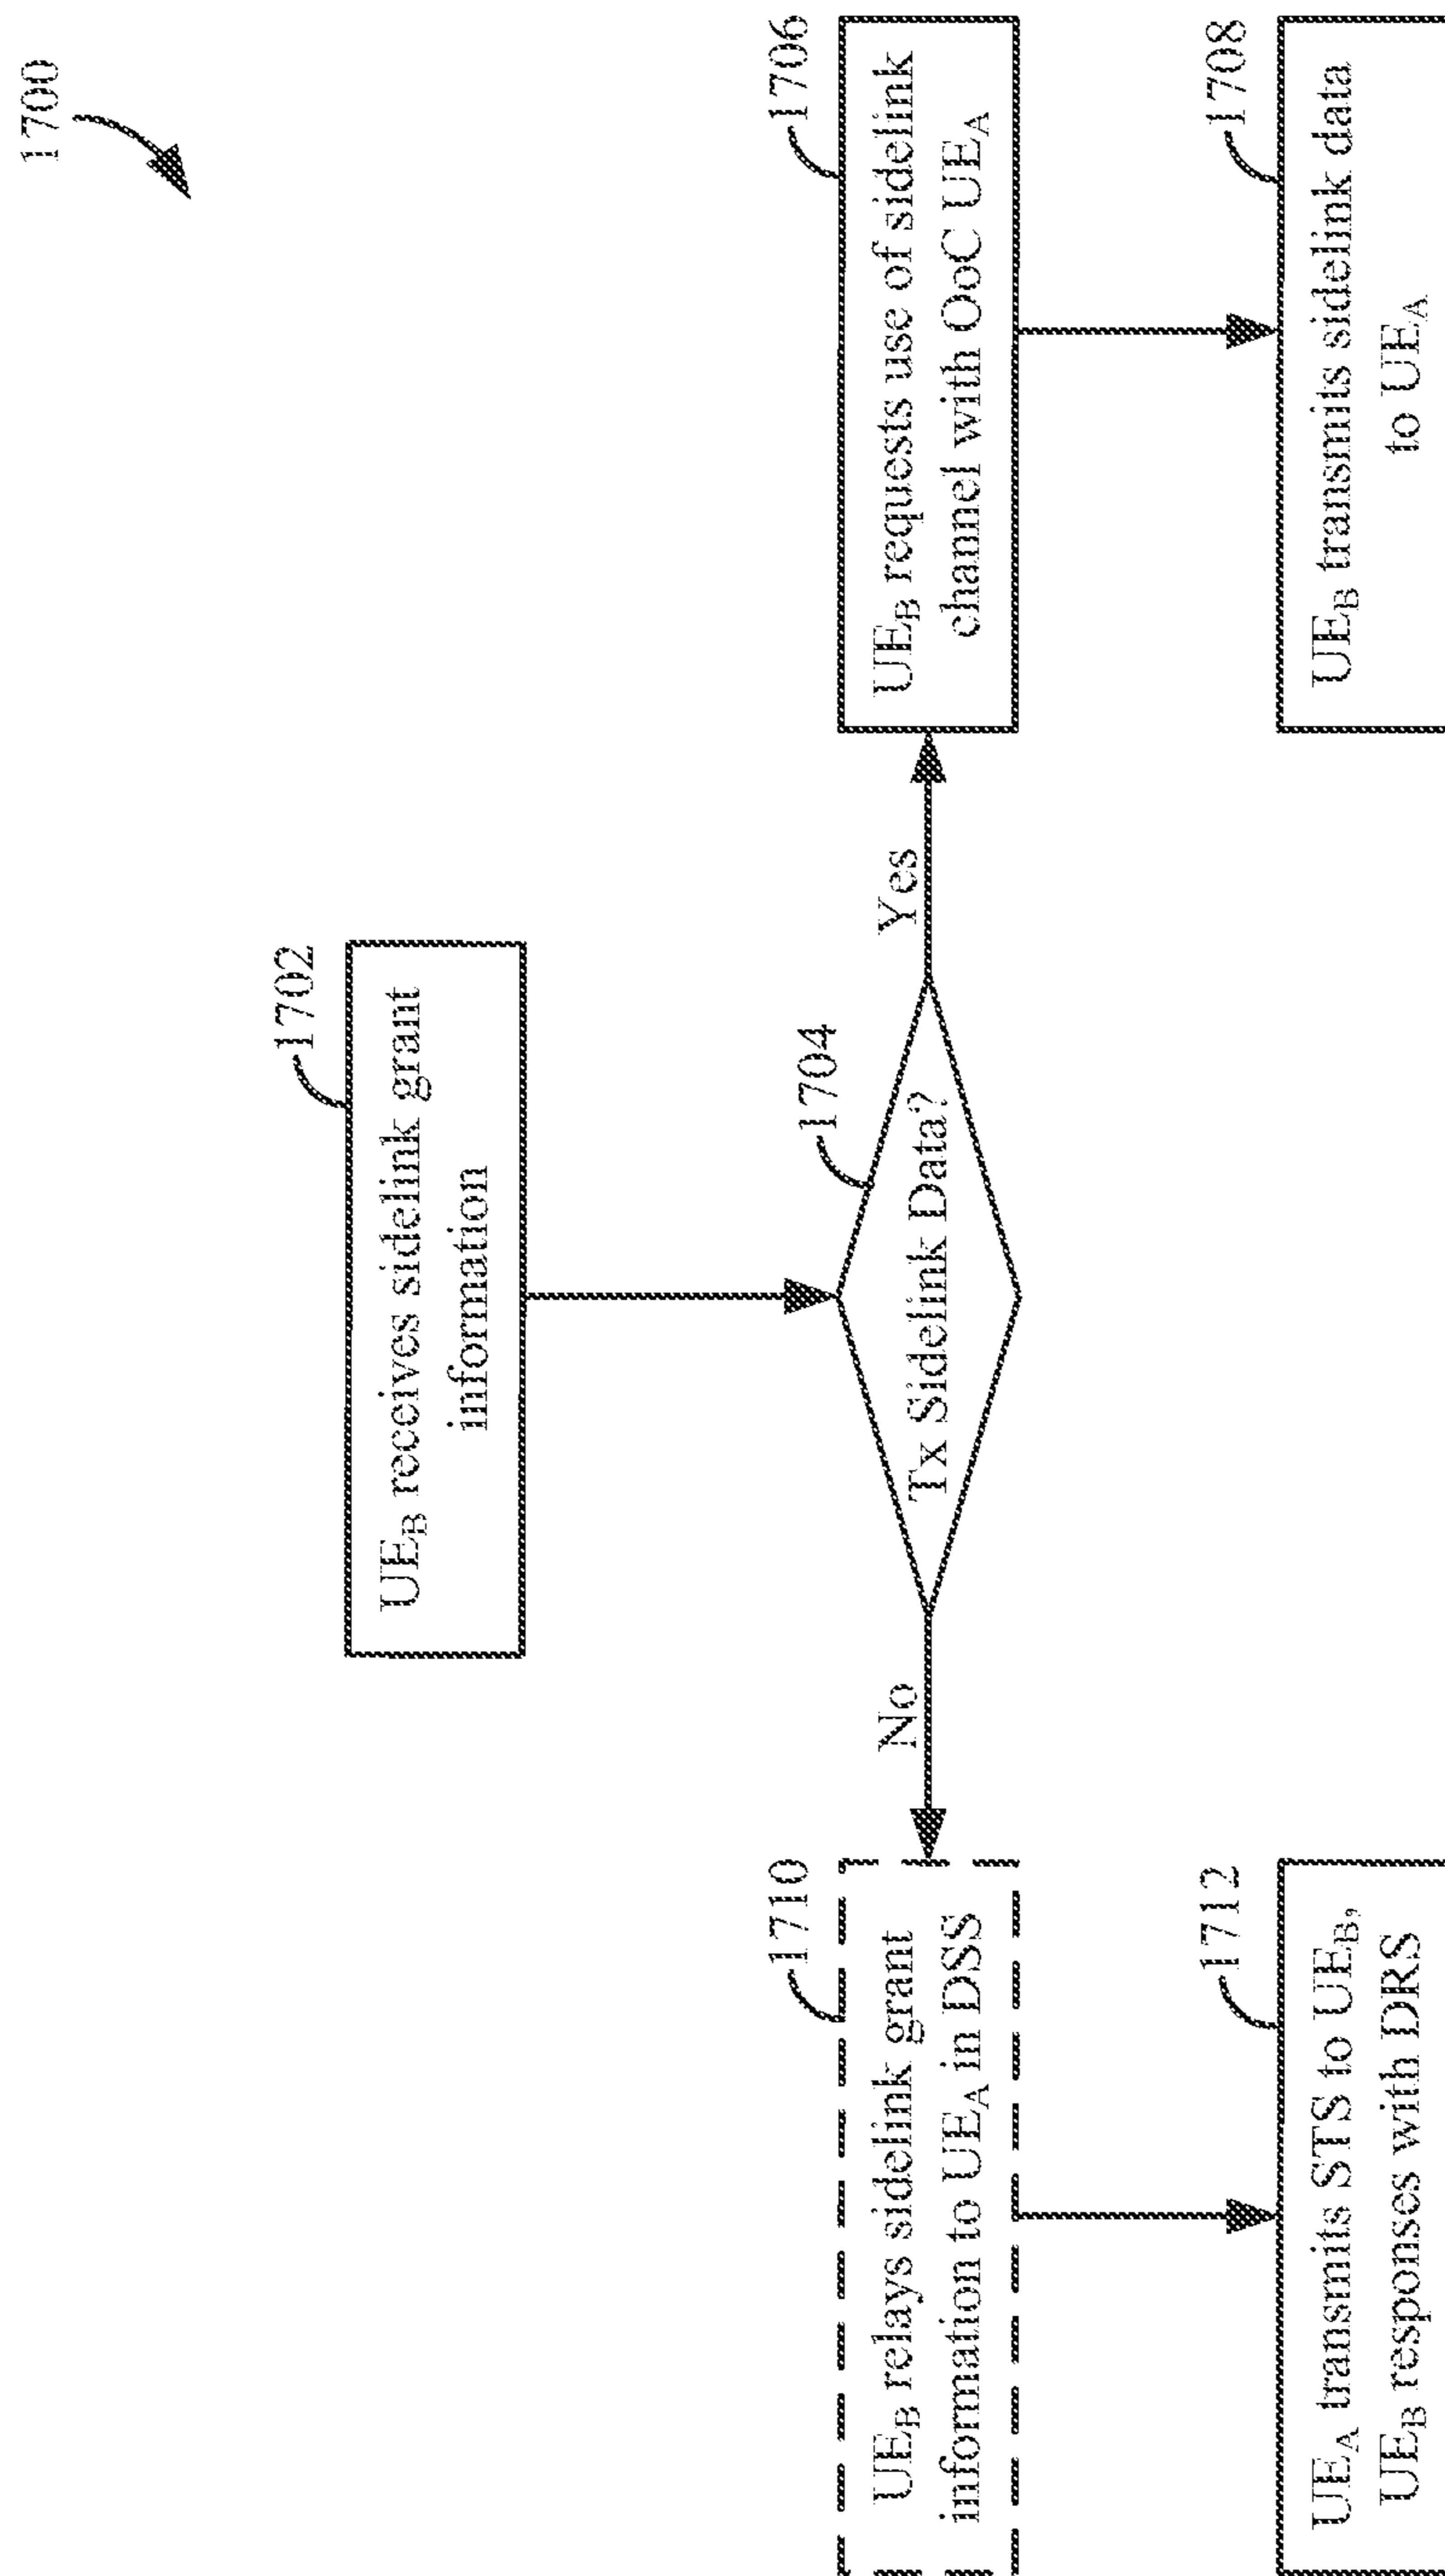 1700
1702
UE_B receives sidelink grant
information
1704
Tx Sidelink Data?
No
Yes
1710
UE_B relays sidelink grant
information to UE_A in DSS
1706
UE_B requests use of sidelink
channel with OoC UE_A
1712
UE_A transmits STS to UE_B,
UE_B responses with DRS
1708
UE_B transmits sidelink data
to UE_A